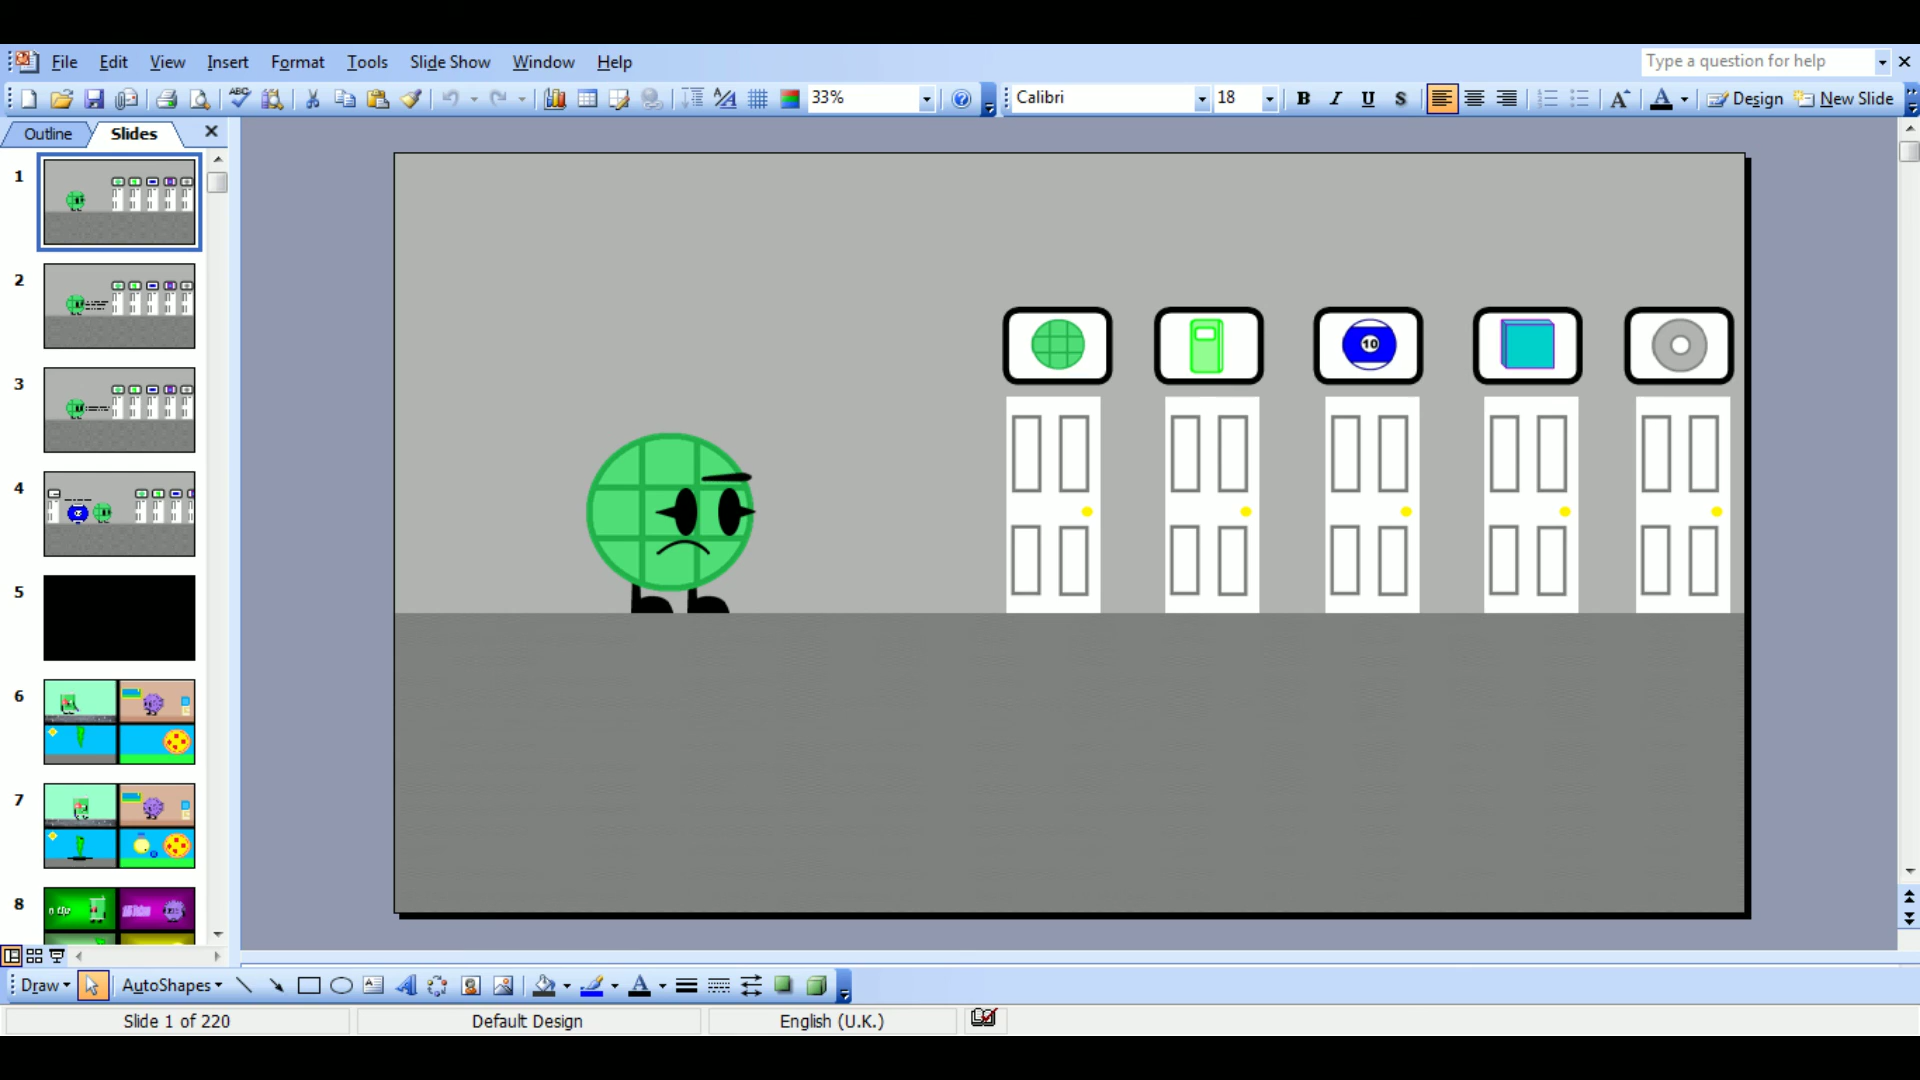 File Edit View Insert Format Tools Slide Show Window Help
Type a question for help
33%
Calibri
18
B I U S
Design
New Slide
Outline
Slides
1
2
3
4
5
6
7
8
10
Draw
AutoShapes
Slide 1 of 220
Default Design
English (U.K.)